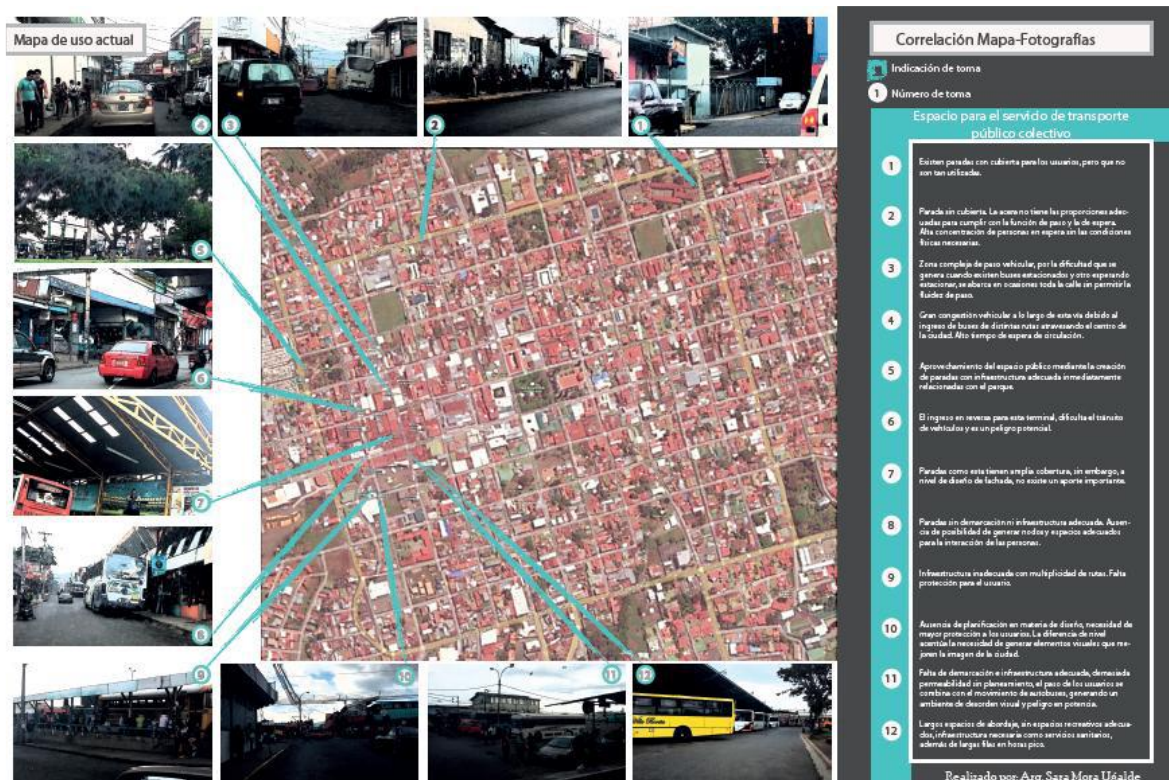 Mapa de uso actual
4
3
2
1
5
6
7
8
9
10
11
12
Correlación Mapa-Fotografías
Indicación de toma
1 Número de toma
Espacio para el servicio de transporte
público colectivo
1
Existen paradas con cubierta para los usuarios, pero que no
son tan utilizadas.
2
Parada sin cubierta. La acera no tiene las proporciones adec-
uadas para cumplir con la función de paso y la de espera.
Alta concentración de personas en espera sin las condiciones
físicas necesarias.
3
Zona compleja de paso vehicular, por la dificultad que se
genera cuando existen buses estacionados y otro esperando
estacionar, se abarca en ocasiones toda la calle sin permitir la
fluidez de paso.
4
Gran congestión vehicular a lo largo de esta vía debido al
ingreso de buses de distintas rutas atravesando el centro de
la ciudad. Alto tiempo de espera de circulación.
5
Aprovechamiento del espacio público mediante la creación
de paradas con infraestructura adecuada inmediatamente
relacionadas con el parque.
6
El ingreso en reversa para esta terminal, dificulta el tránsito
de vehículos y es un peligro potencial.
7
Paradas como esta tienen amplia cobertura, sin embargo, a
nivel de diseño de fachada, no existe un aporte importante.
8
Paradas sin demarcación ni infraestructura adecuada. Ausen-
cia de posibilidad de generar nodos y espacios adecuados
para la interacción de las personas.
9
Infraestructura inadecuada con multiplicidad de rutas. Falta
protección para el usuario.
10
Ausencia de planificación en materia de diseño, necesidad de
mayor protección a los usuarios. La diferencia de nivel
acentúa la necesidad de generar elementos visuales que me-
joren la imagen de la ciudad.
11
Falta de demarcación e infraestructura adecuada, demasiada
permeabilidad sin planeamiento, el paso de los usuarios se
combina con el movimiento de autobuses, generando un
ambiente de desorden visual y peligro en potencia.
12
Largos espacios de abordaje, sin espacios recreativos adecua-
dos, infraestructura necesaria como servicios sanitarios,
además de largas filas en horas pico.
Realizado por: Arq. Sara Mora Ugalde